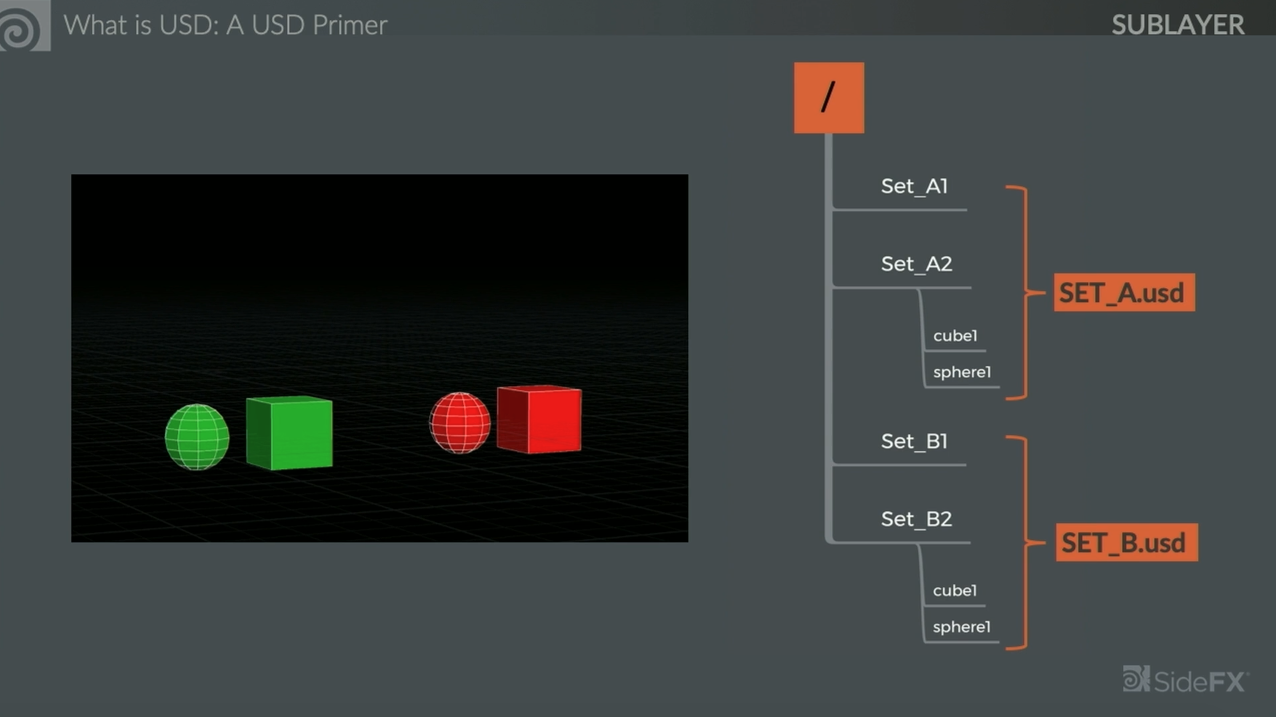 What is USD: A USD Primer
SUBLAYER
/
Set_A1
Set_A2
cube1
sphere1
SET_A.usd
Set_B1
Set_B2
cube1
sphere1
SET_B.usd
SideFX